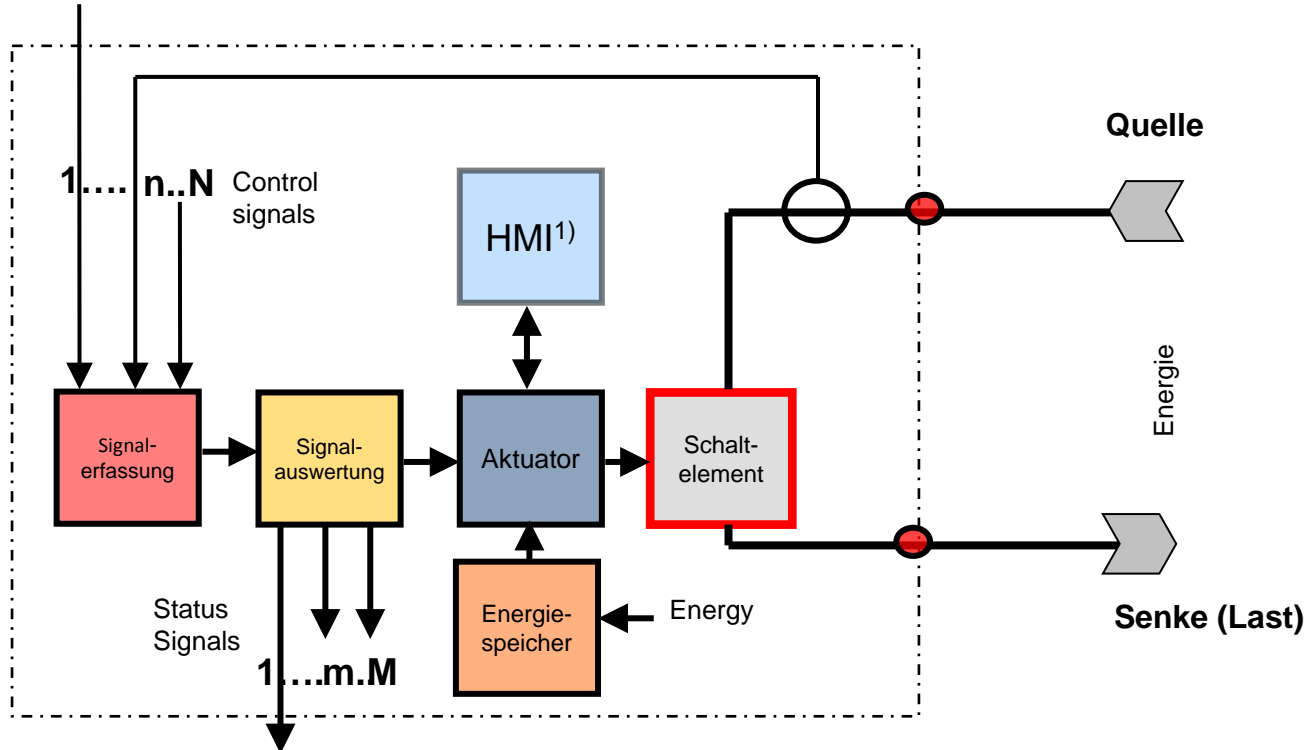 Quelle
1.... n..N
Control
signals
HMI1)
Energie
Signal-
erfassung
Signal-
auswertung
Aktuator
Schalt-
element
Status
Signals
1.....m..M
Energie-
speicher
Energy
Senke (Last)